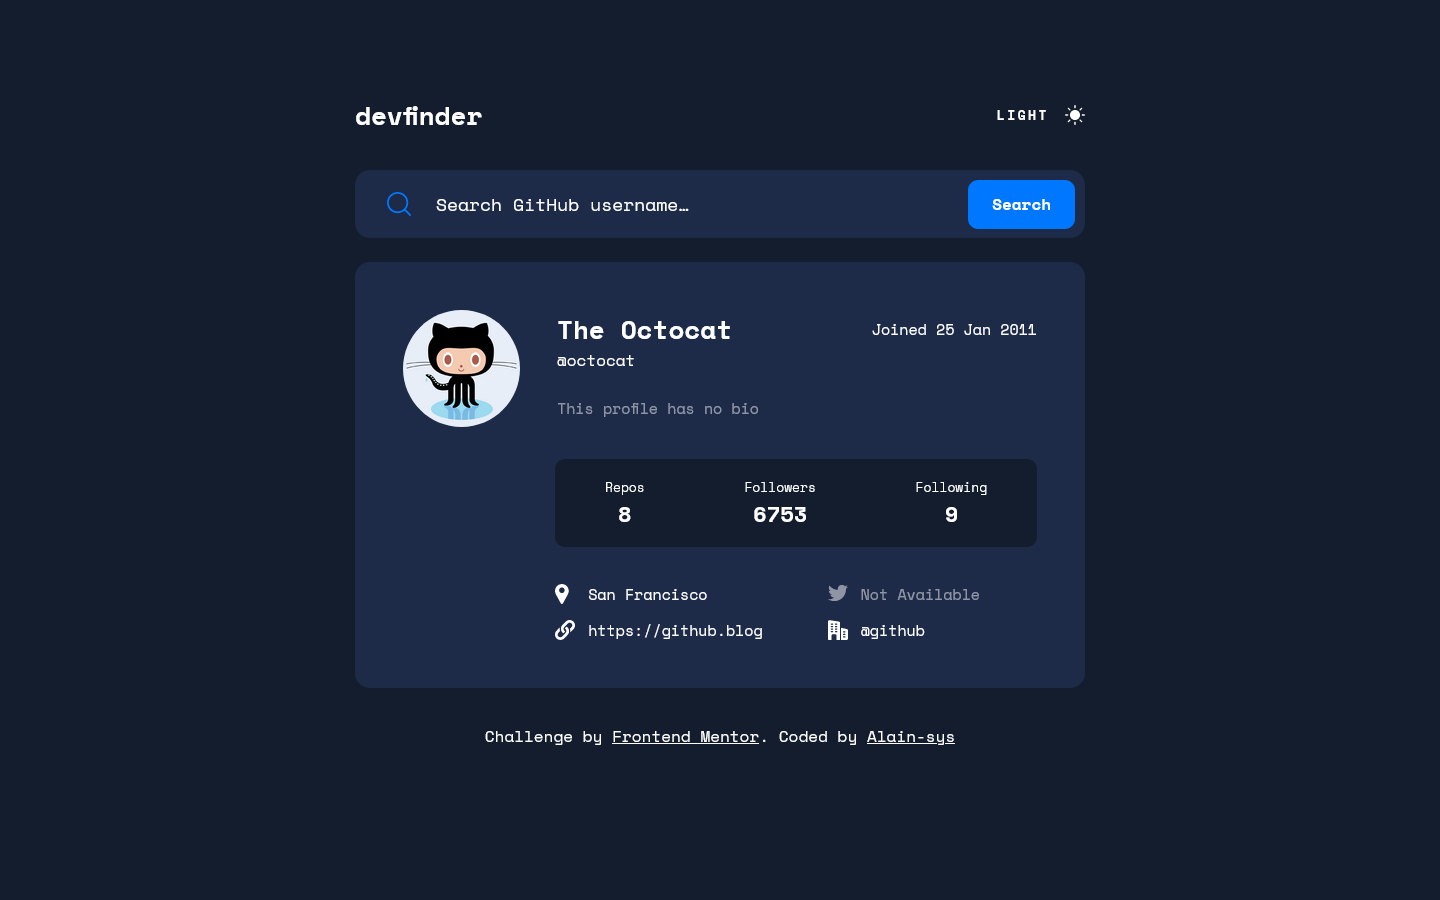 devfinder
LIGHT
Search GitHub username…
Search
The Octocat
Joined 25 Jan 2011
@octocat
This profile has no bio
Repos
Followers
Following
8
6753
9
San Francisco
Not Available
https://github.blog
@github
Challenge by Frontend Mentor. Coded by Alain-sys